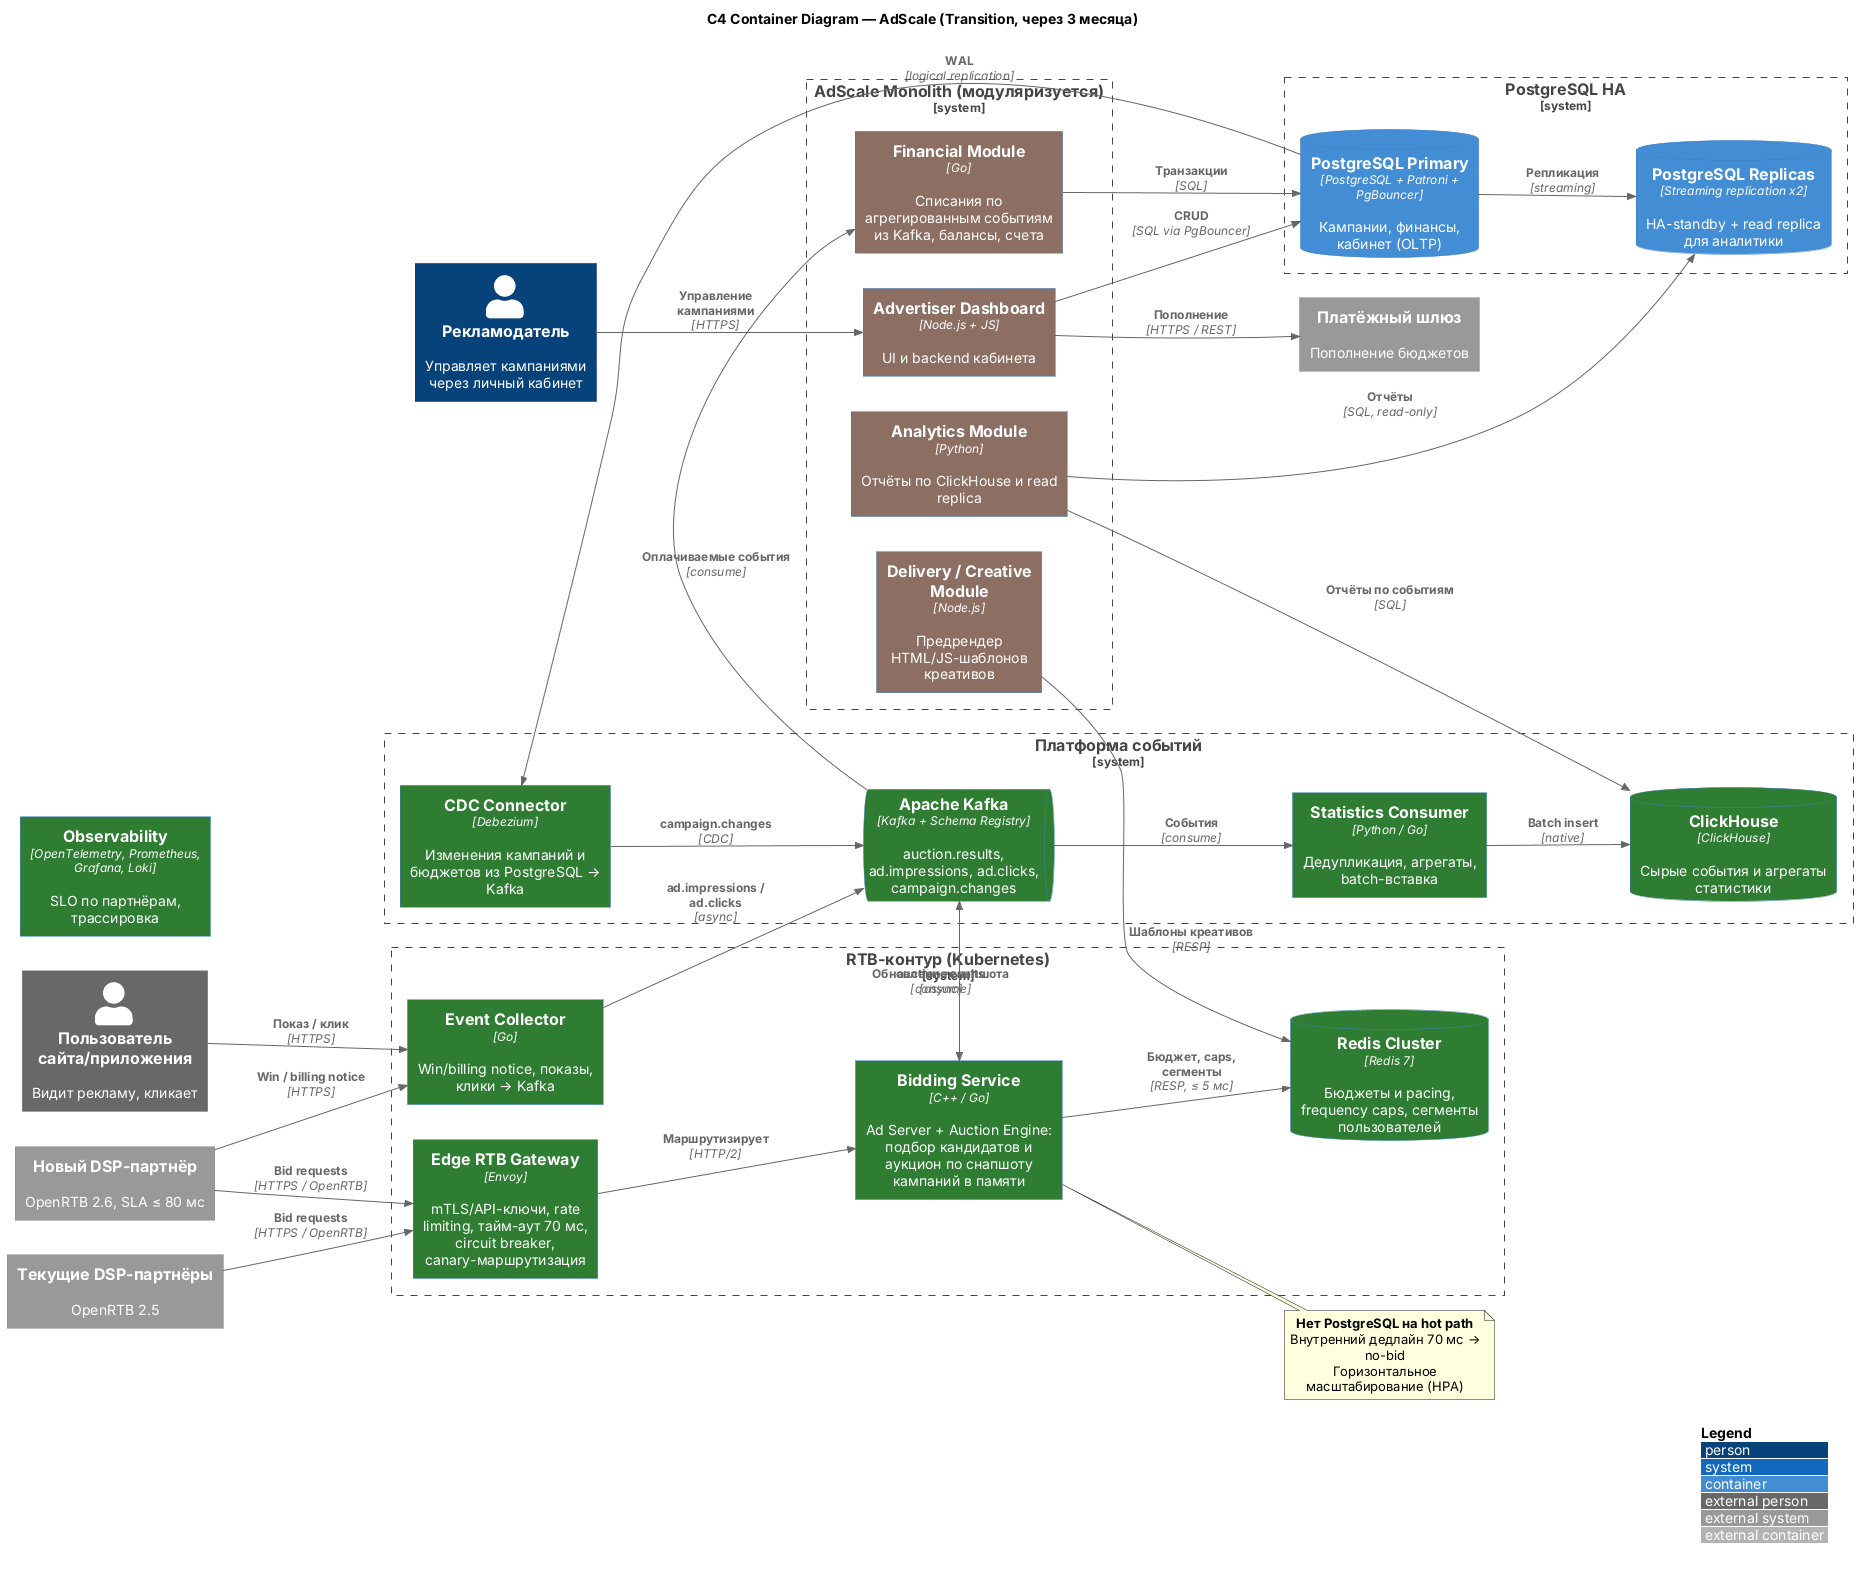 C4 Container Diagram — AdScale (Transition, через 3 месяца)
WAL
[logical replication]
AdScale Monolith (модуляризуется)
[system]
PostgreSQL HA
[system]
Financial Module
[Go]
Списания по
агрегированным событиям
из Kafka, балансы, счета
Транзакции
[SQL]
PostgreSQL Primary
[PostgreSQL + Patroni +
PgBouncer]
Кампании, финансы,
кабинет (OLTP)
Репликация
[streaming]
PostgreSQL Replicas
[Streaming replication x2]
HA-standby + read replica
для аналитики
CRUD
[SQL via PgBouncer]
Рекламодатель
Управляет кампаниями
через личный кабинет
Управление
кампаниями
[HTTPS]
Advertiser Dashboard
[Node.js + JS]
UI и backend кабинета
Пополнение
[HTTPS / REST]
Платёжный шлюз
Пополнение бюджетов
Отчёты
[SQL, read-only]
Analytics Module
[Python]
Отчёты по ClickHouse и read
replica
Оплачиваемые события
[consume]
Delivery / Creative
Module
[Node.js]
Предрендер
HTML/JS-шаблонов
креативов
Отчёты по событиям
[SQL]
Платформа событий
[system]
Observability
[OpenTelemetry, Prometheus,
Grafana, Loki]
SLO по партнёрам,
трассировка
CDC Connector
[Debezium]
Изменения кампаний и
бюджетов из PostgreSQL →
Kafka
campaign.changes
[CDC]
Apache Kafka
[Kafka + Schema Registry]
auction.results,
ad.impressions, ad.clicks,
campaign.changes
События
[consume]
Statistics Consumer
[Python / Go]
Дедупликация, агрегаты,
batch-вставка
Batch insert
[native]
ClickHouse
[ClickHouse]
Сырые события и агрегаты
статистики
ad.impressions /
ad.clicks
[async]
Шаблоны креативов
[RESP]
RTB-контур (Kubernetes)
[system]
Пользователь
сайта/приложения
Видит рекламу, кликает
Показ / клик
[HTTPS]
Event Collector
[Go]
Win/billing notice, показы,
клики → Kafka
Win / billing notice
[HTTPS]
Новый DSP-партнёр
OpenRTB 2.6, SLA ≤ 80 мс
Bid requests
[HTTPS / OpenRTB]
Bid requests
[HTTPS / OpenRTB]
Текущие DSP-партнёры
OpenRTB 2.5
Edge RTB Gateway
[Envoy]
mTLS/API-ключи, rate
limiting, тайм-аут 70 мс,
circuit breaker,
canary-маршрутизация
Маршрутизирует
[HTTP/2]
Bidding Service
[C++ / Go]
Ad Server + Auction Engine:
подбор кандидатов и
аукцион по снапшоту
кампаний в памяти
Бюджет, caps,
сегменты
[RESP, ≤ 5 мс]
Redis Cluster
[Redis 7]
Бюджеты и pacing,
frequency caps, сегменты
пользователей
Нет PostgreSQL на hot path
Внутренний дедлайн 70 мс →
no-bid
Горизонтальное
масштабирование (HPA)
Legend
person
system
container
external person
external system
external container